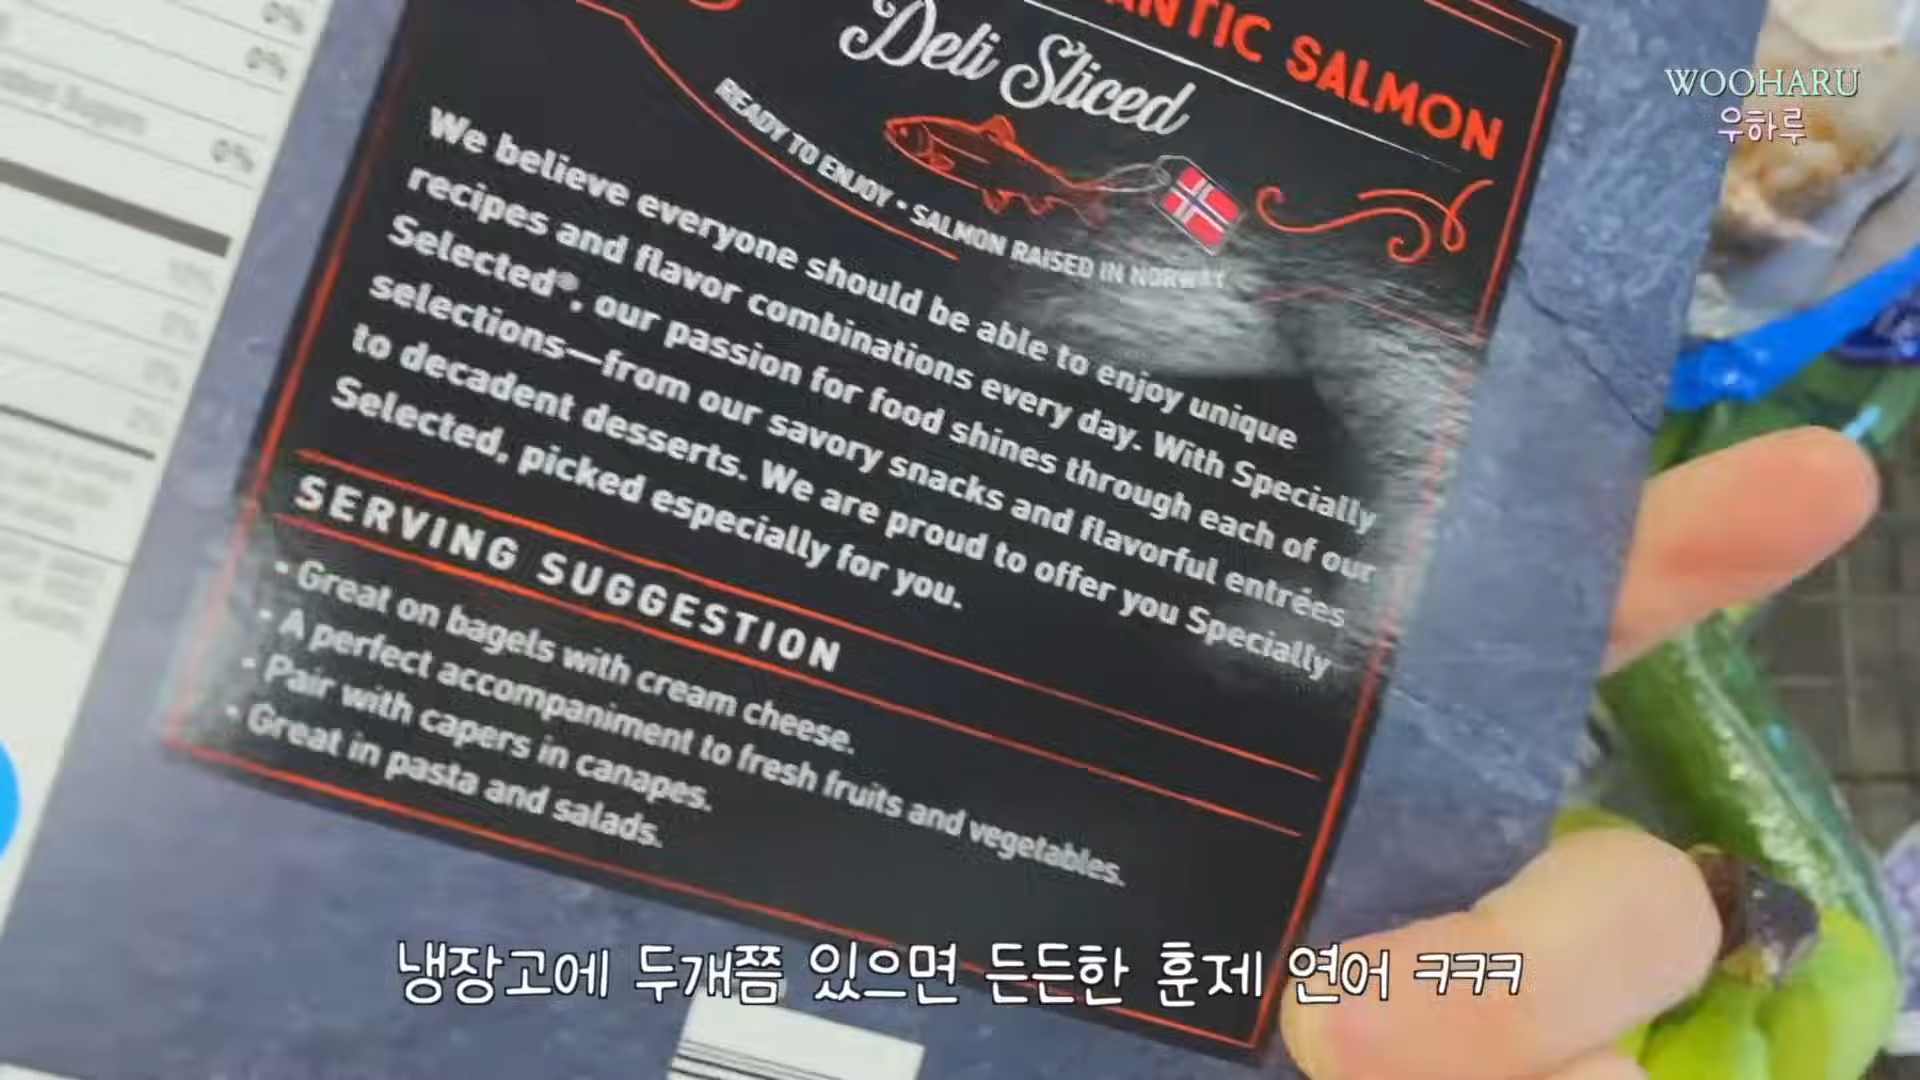 ANTIC SALMON
Deli Sliced
READY TO ENJOY • SALMON RAISED IN NORWAY
WOOHARU
우하루
We believe everyone should be able to enjoy unique
recipes and flavor combinations every day. With Specially
Selected®, our passion for food shines through each of our
selections—from our savory snacks and flavorful entrées
to decadent desserts. We are proud to offer you Specially
Selected, picked especially for you.
SERVING SUGGESTION
• Great on bagels with cream cheese.
• A perfect accompaniment to fresh fruits and vegetables.
• Pair with capers in canapes.
• Great in pasta and salads.
0%
0%
0%
냉장고에 두개쯤 있으면 든든한 훈제 연어 ㅋㅋㅋ